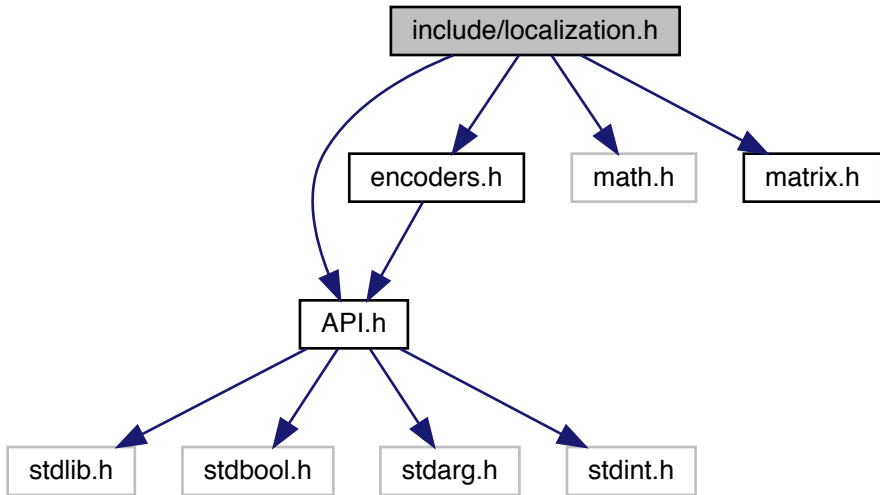 include/localization.h
encoders.h
math.h
matrix.h
API.h
stdlib.h
stdbool.h
stdarg.h
stdint.h